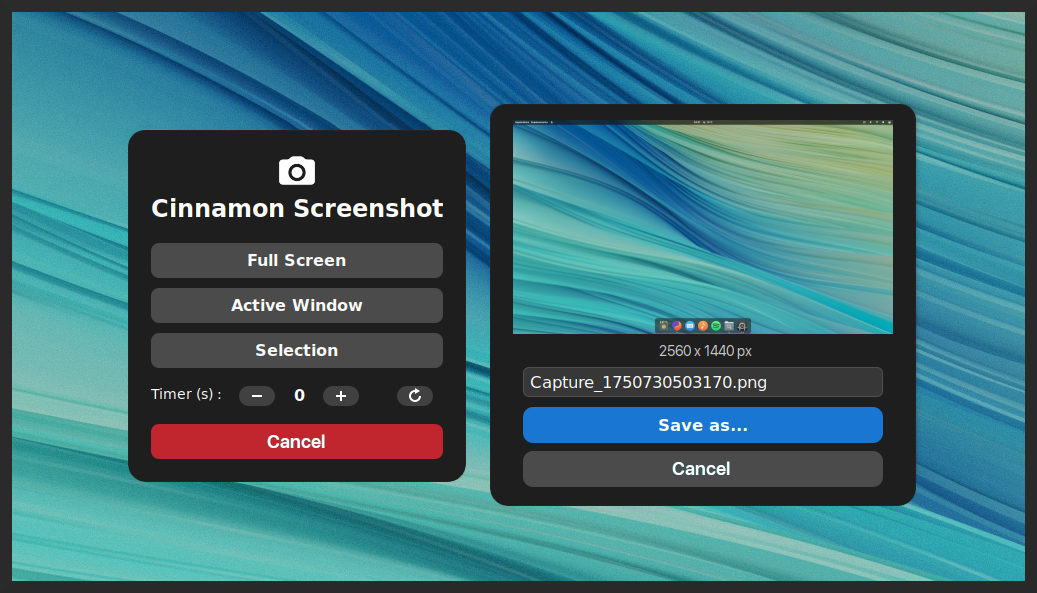 Cinnamon Screenshot
Full Screen
Active Window
Selection
Timer (s) :
0
Cancel
2560 x 1440 px
Capture_1750730503170.png
Save as...
Cancel